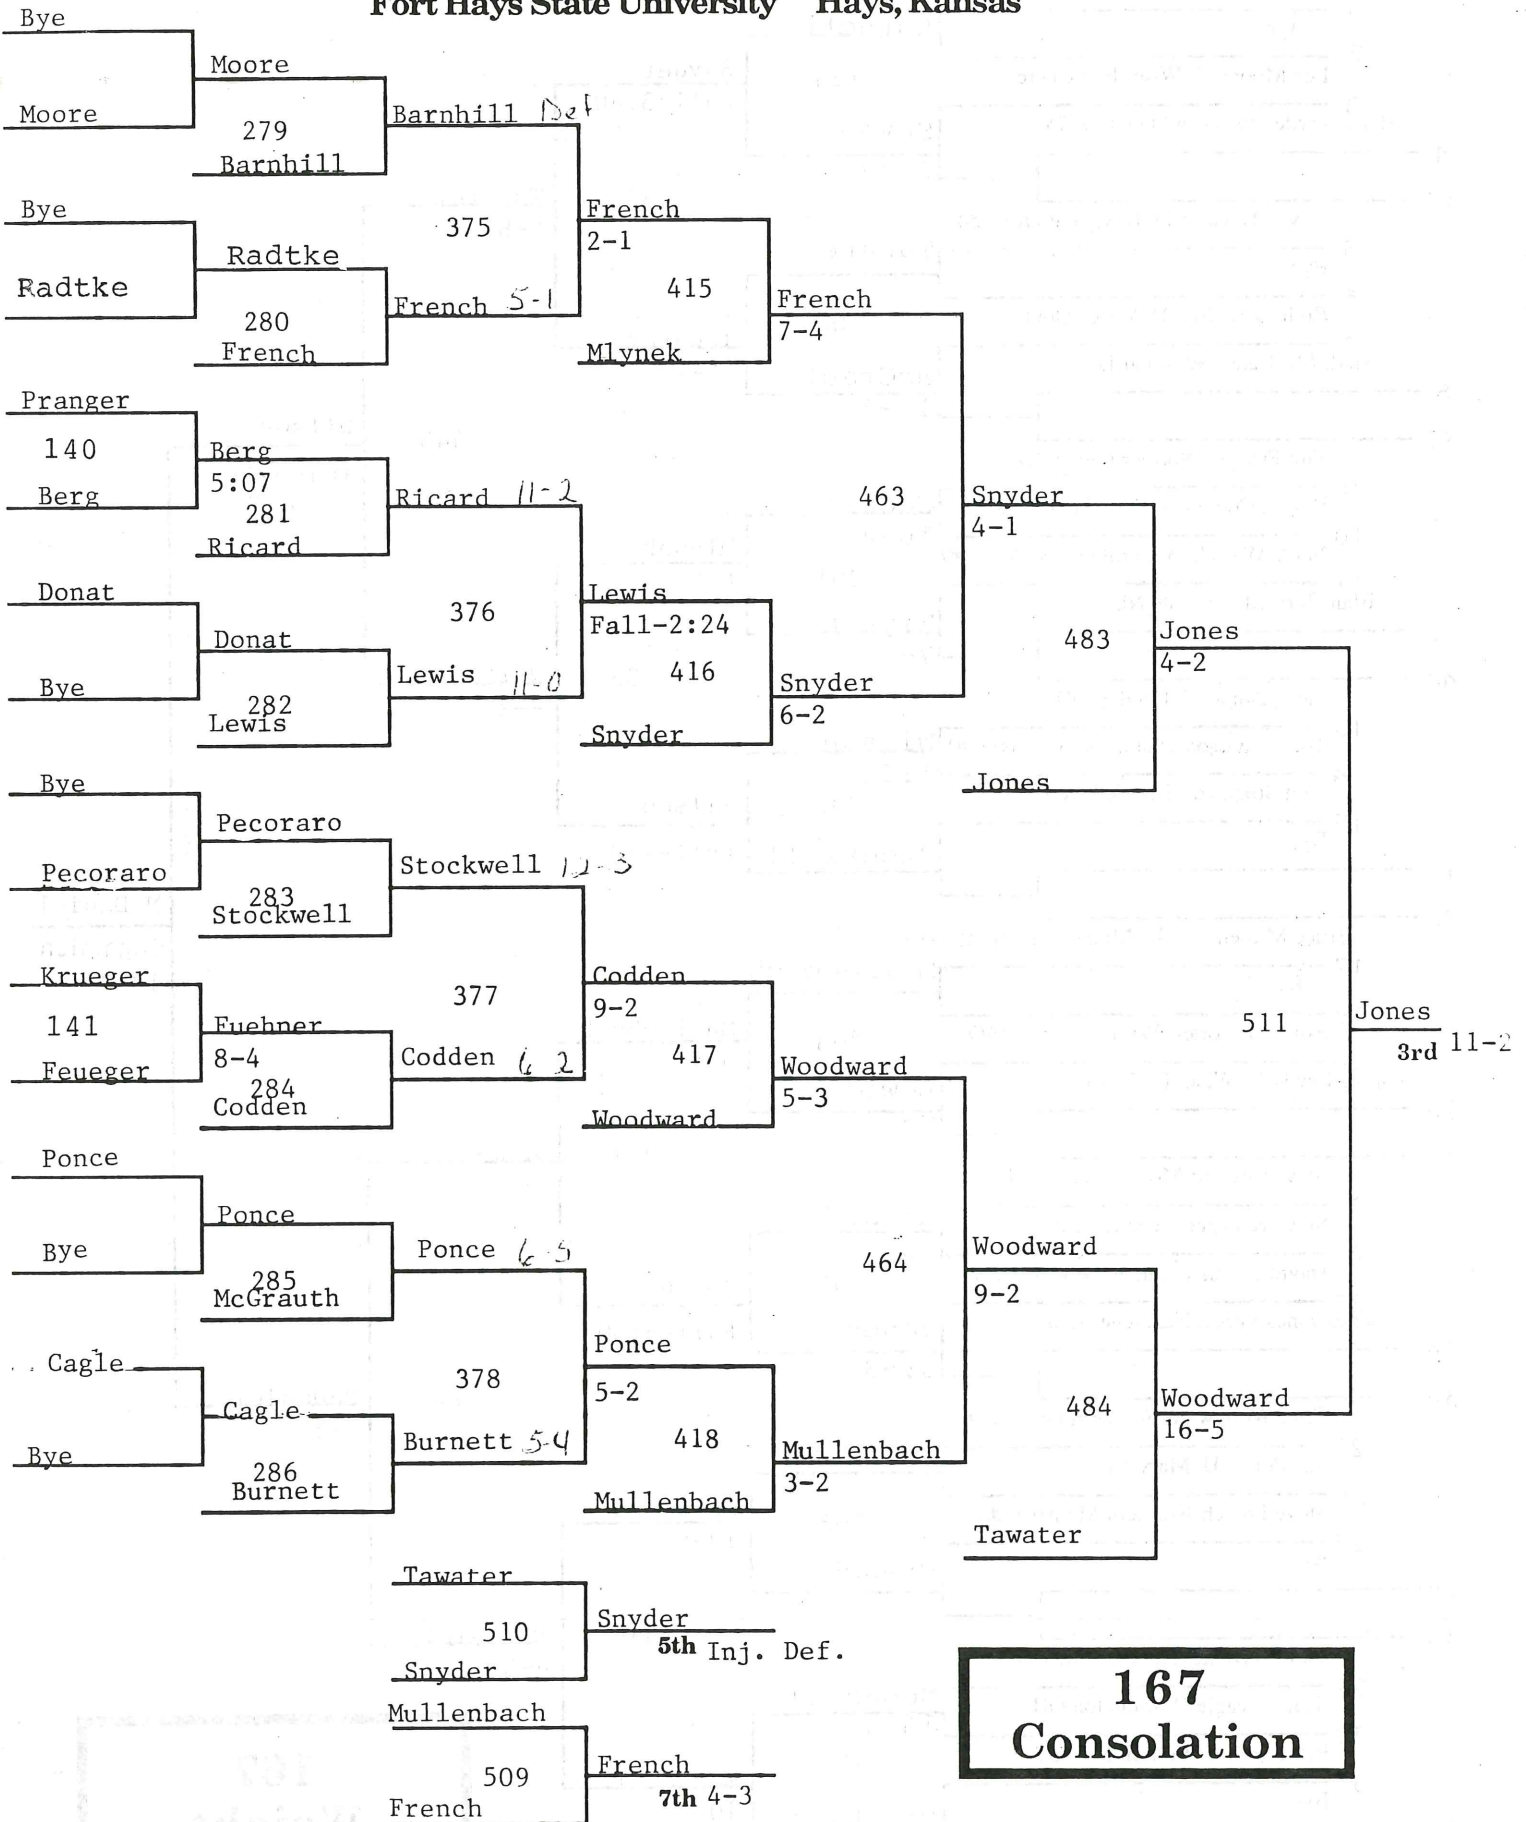 Fort Hays State University Hays, Kansas
Bye
Moore
Moore
279
Barnhill
Barnhill Def
Bye
Radtke
Radtke
280
French
French 5-1
375
French
2-1
415
Mlynek
French
7-4
Pranger
140
Berg
Berg
5:07
281
Ricard
Ricard 11-2
Donat
Bye
Donat
282
Lewis
Lewis 11-0
376
Lewis
Fall-2:24
416
Snyder
Snyder
6-2
463
Snyder
4-1
483
Jones
Jones
4-2
Bye
Pecoraro
Pecoraro
283
Stockwell
Stockwell 12-3
Krueger
141
Feueger
Fuehner
8-4
284
Codden
Codden 6 2
377
Codden
9-2
417
Woodward
Woodward
5-3
Ponce
Bye
Ponce
285
McGrauth
Ponce 6-5
Cagle
Bye
Cagle
286
Burnett
Burnett 5-4
378
Ponce
5-2
418
Mullenbach
Mullenbach
3-2
464
Woodward
9-2
484
Tawater
Woodward
16-5
511
Jones
3rd 11-2
Tawater
510
Snyder
Snyder
5th Inj. Def.
Mullenbach
509
French
French
7th 4-3
167
Consolation